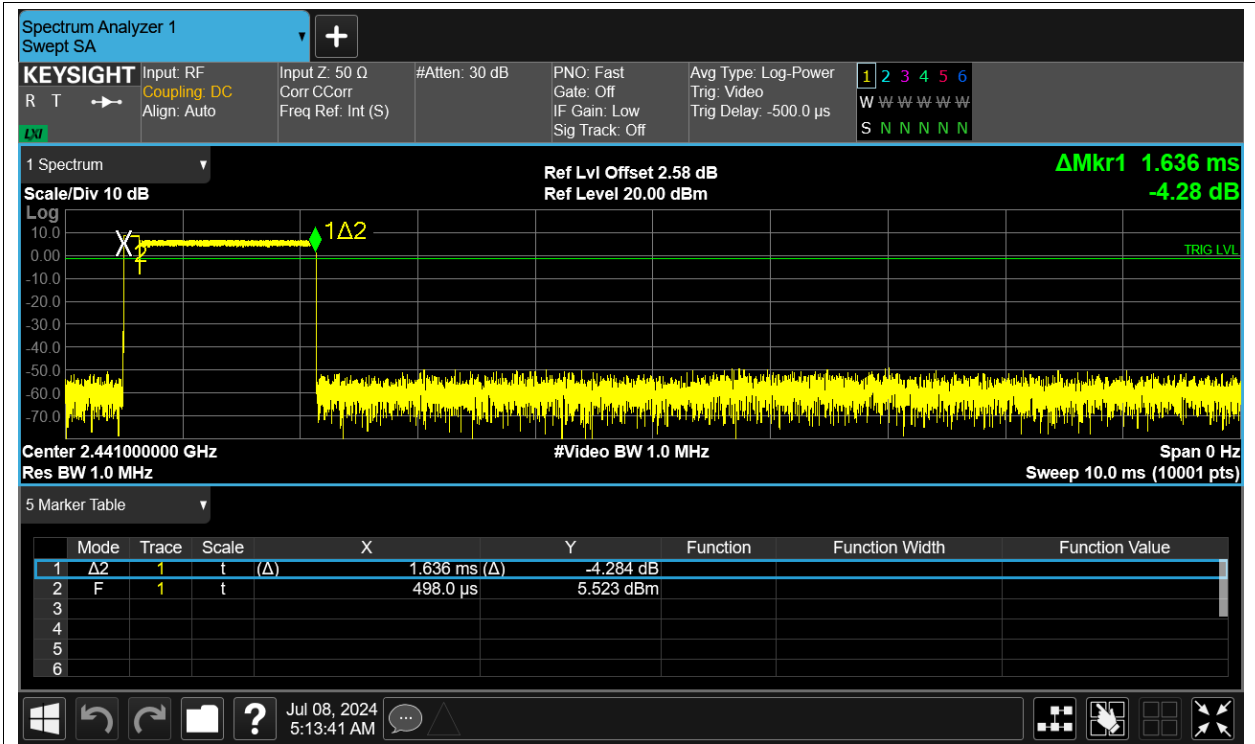 Spectrum Analyzer 1
Swept SA
+
KEYSIGHT
R T
LXI
Input: RF
Coupling: DC
Align: Auto
Input Z: 50 Ω
Corr CCorr
Freq Ref: Int (S)
#Atten: 30 dB
PNO: Fast
Gate: Off
IF Gain: Low
Sig Track: Off
Avg Type: Log-Power
Trig: Video
Trig Delay: -500.0 µs
1 2 3 4 5 6
W W W W W W
S N N N N N
1 Spectrum
Scale/Div 10 dB
Ref Lvl Offset 2.58 dB
Ref Level 20.00 dBm
ΔMkr1 1.636 ms
-4.28 dB
Log
10.0
0.00
-10.0
-20.0
-30.0
-40.0
-50.0
-60.0
-70.0
X
2
1Δ2
TRIG LVL
Center 2.441000000 GHz
#Video BW 1.0 MHz
Span 0 Hz
Res BW 1.0 MHz
Sweep 10.0 ms (10001 pts)
5 Marker Table
Mode Trace Scale X Y Function Function Width Function Value
1 Δ2 1 t (Δ) 1.636 ms (Δ) -4.284 dB
2 F 1 t 498.0 µs 5.523 dBm
3
4
5
6
?
Jul 08, 2024
5:13:41 AM